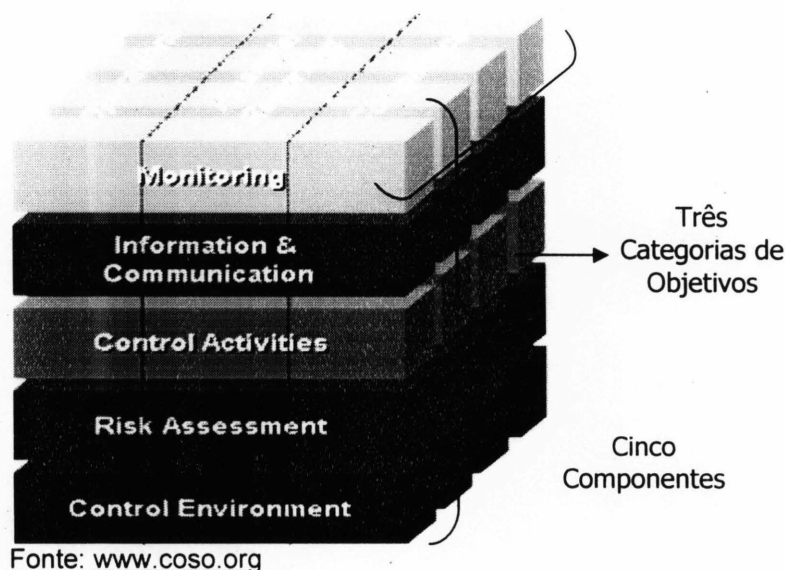 Monitoring
Information &
Communication
Control Activities
Risk Assessment
Control Environment
Três
Categorias de
Objetivos
Cinco
Componentes
Fonte: www.coso.org